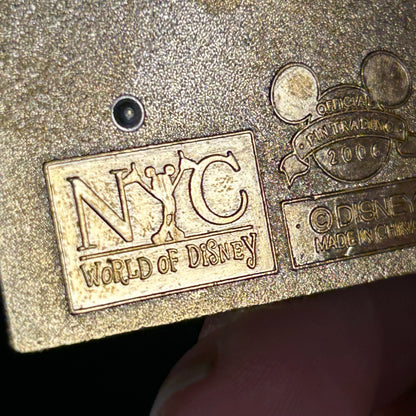 NYC
WORLD OF DISNEY
OFFICIAL
PIN TRADING
2006
©DISNEY
MADE IN CHINA